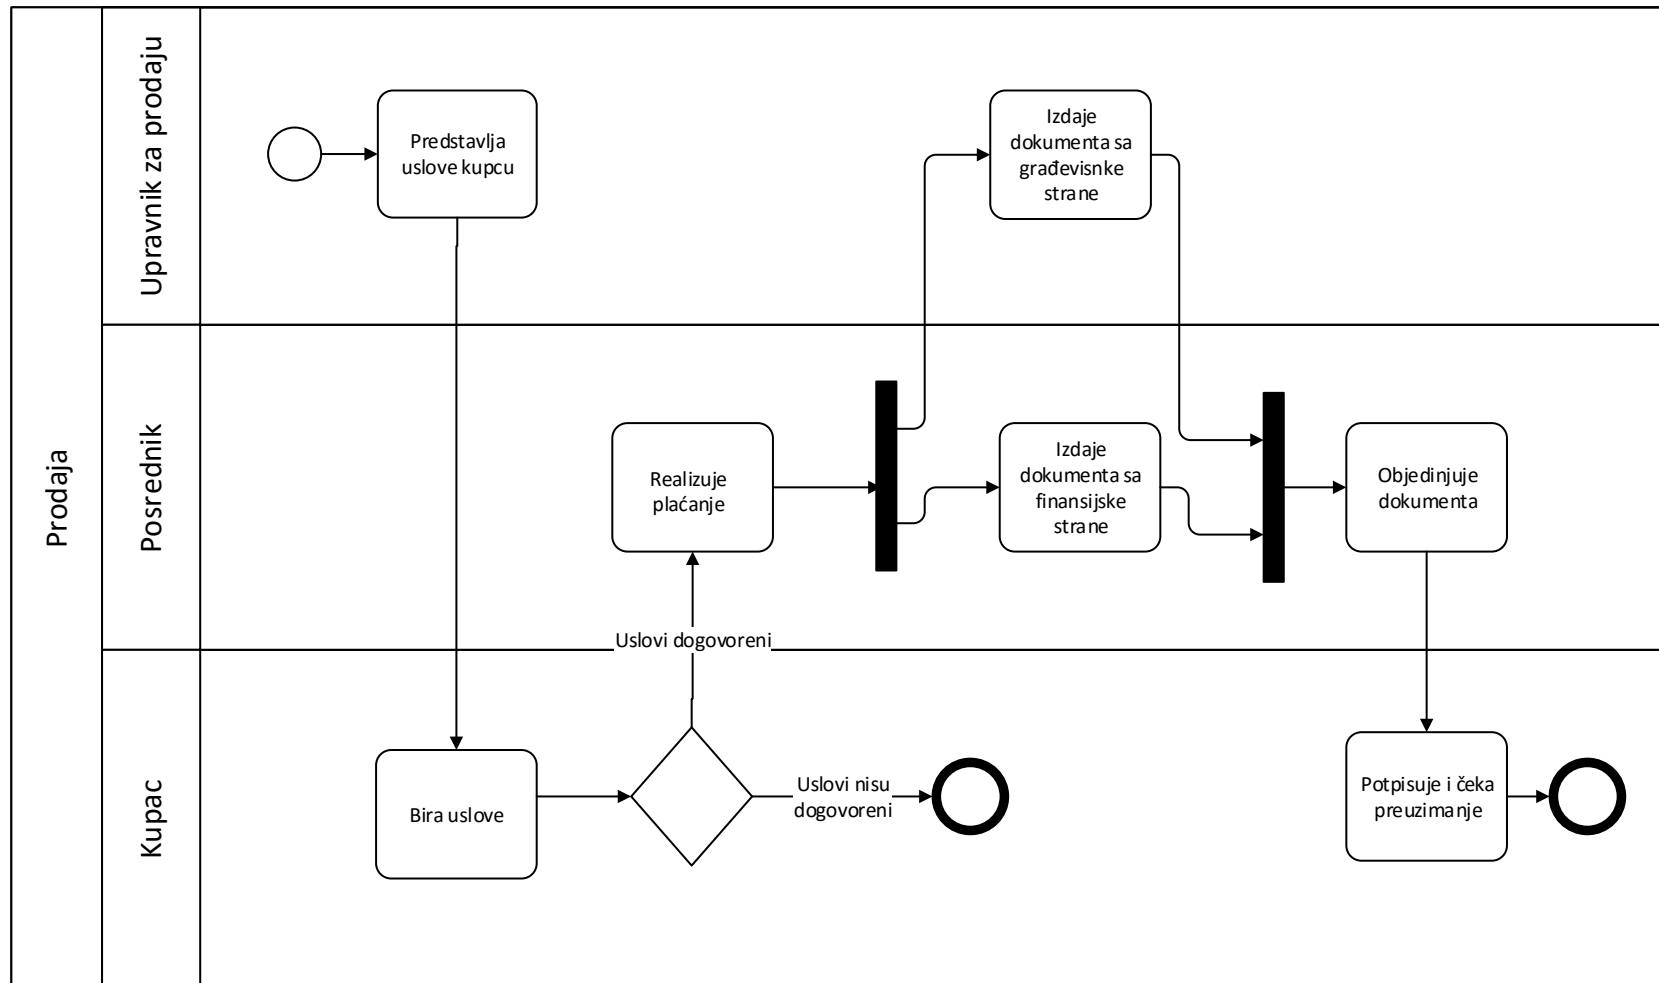 Prodaja
Upravnik za prodaju
Predstavlja
uslove kupcu
Izdaje
dokumenta sa
građevisnke
strane
Posrednik
Realizuje
plaćanje
Izdaje
dokumenta sa
finansijske
strane
Objedinjuje
dokumenta
Uslovi dogovoreni
Kupac
Bira uslove
Uslovi nisu
dogovoreni
Potpisuje i čeka
preuzimanje